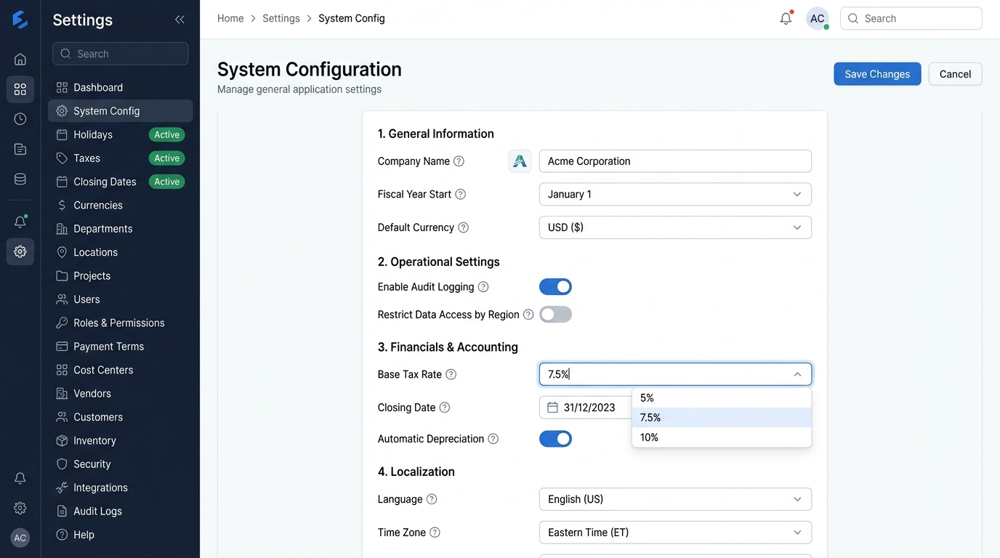 Settings
Search
Dashboard
System Config
Holidays Active
Taxes Active
Closing Dates Active
Currencies
Departments
Locations
Projects
Users
Roles & Permissions
Payment Terms
Cost Centers
Vendors
Customers
Inventory
Security
Integrations
Audit Logs
Help
AC
Home > Settings > System Config
AC
Search
System Configuration
Manage general application settings
Save Changes
Cancel
1. General Information
Company Name ? Acme Corporation
Fiscal Year Start ? January 1
Default Currency ? USD ($)
2. Operational Settings
Enable Audit Logging ?
Restrict Data Access by Region ?
3. Financials & Accounting
Base Tax Rate ? 7.5%
5%
7.5%
10%
Closing Date ? 31/12/2023
Automatic Depreciation ?
4. Localization
Language ? English (US)
Time Zone ? Eastern Time (ET)